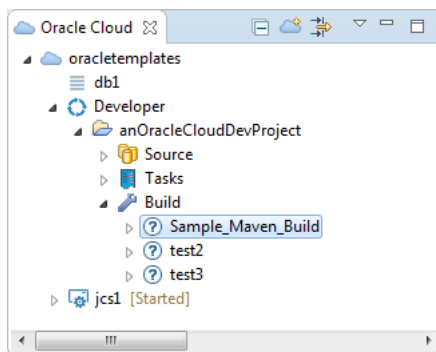 Oracle Cloud
oracletemplates
db1
Developer
anOracleCloudDevProject
Source
Tasks
Build
Sample_Maven_Build
test2
test3
jcs1 [Started]